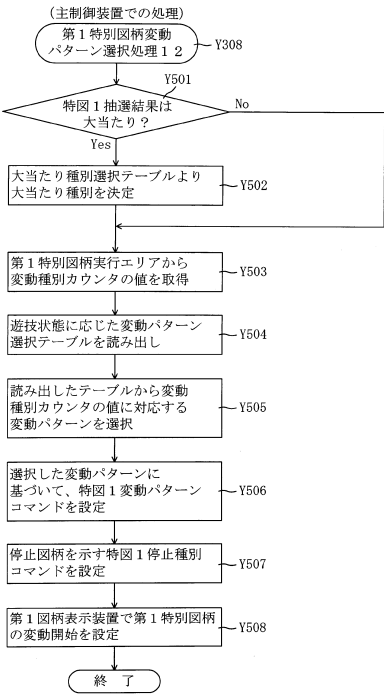 (主制御装置での処理)
第1特別図柄変動
パターン選択処理12
Y308
Y501
特図1抽選結果は
大当たり?
No
Yes
大当たり種別選択テーブルより
大当たり種別を決定
Y502
第1特別図柄実行エリアから
変動種別カウンタの値を取得
Y503
遊技状態に応じた変動パターン
選択テーブルを読み出し
Y504
読み出したテーブルから変動
種別カウンタの値に対応する
変動パターンを選択
Y505
選択した変動パターンに
基づいて、特図1変動パターン
コマンドを設定
Y506
停止図柄を示す特図1停止種別
コマンドを設定
Y507
第1図柄表示装置で第1特別図柄
の変動開始を設定
Y508
終 了